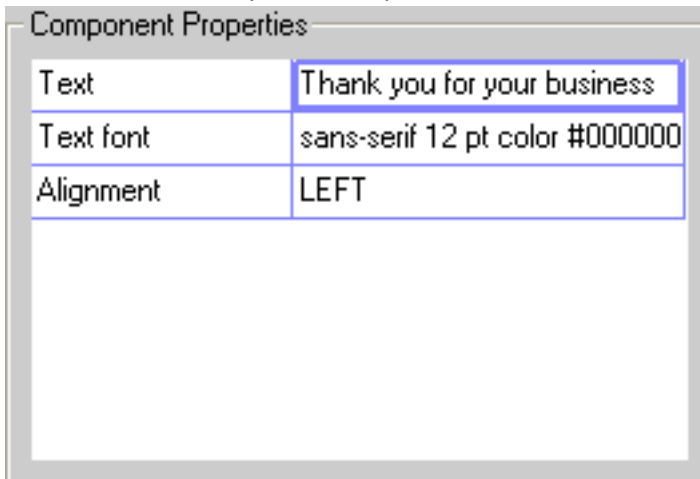 Component Properties
Text Thank you for your business
Text font sans-serif 12 pt color #000000
Alignment LEFT